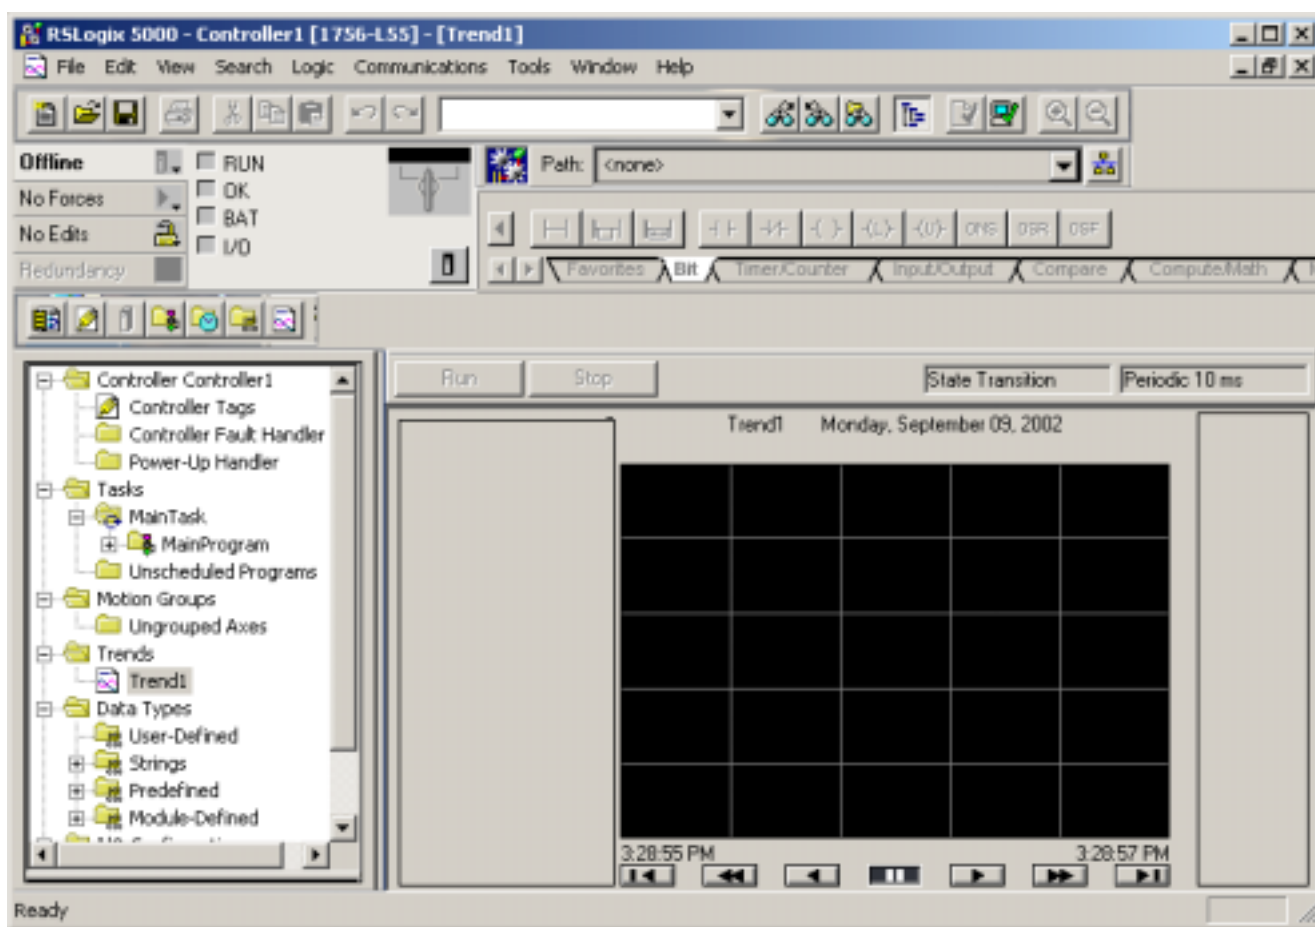 RSLogix 5000 - Controller1 [1756-L55] - [Trend1]
File Edit View Search Logic Communications Tools Window Help
Offline
RUN
Path: <none>
No Forces
OK
BAT
No Edits
I/O
Redundancy
ONS OSR OSF
Favorites Bit Timer/Counter Input/Output Compare Compute/Math
Controller Controller1
Controller Tags
Controller Fault Handler
Power-Up Handler
Tasks
MainTask
MainProgram
Unscheduled Programs
Motion Groups
Ungrouped Axes
Trends
Trend1
Data Types
User-Defined
Strings
Predefined
Module-Defined
Run Stop State Transition Periodic 10 ms
Trend1 Monday, September 09, 2002
3:28:55 PM 3:28:57 PM
Ready